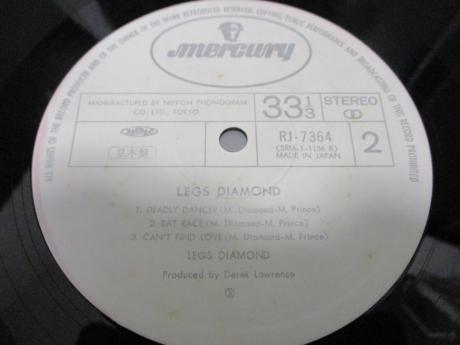 ALL RIGHTS OF THE RECORD PRODUCER AND OF THE OWNER OF THE WORK REPRODUCED RESERVED. COPYING, PUBLIC PERFORMANCE AND BROADCASTING OF THIS RECORD PROHIBITED
mercury
MANUFACTURED BY NIPPON PHONOGRAM
CO. LTD., TOKYO
33 1/3
STEREO
見本盤
RJ-7364
(SRM-1-1136 B)
MADE IN JAPAN
2
LEGS DIAMOND
1. DEADLY DANCER (M. Diamond-M. Prince)
2. RAT RACE (M. Diamond-M. Prince)
3. CAN'T FIND LOVE (M. Diamond-M. Prince)
LEGS DIAMOND
Produced by Derek Lawrence